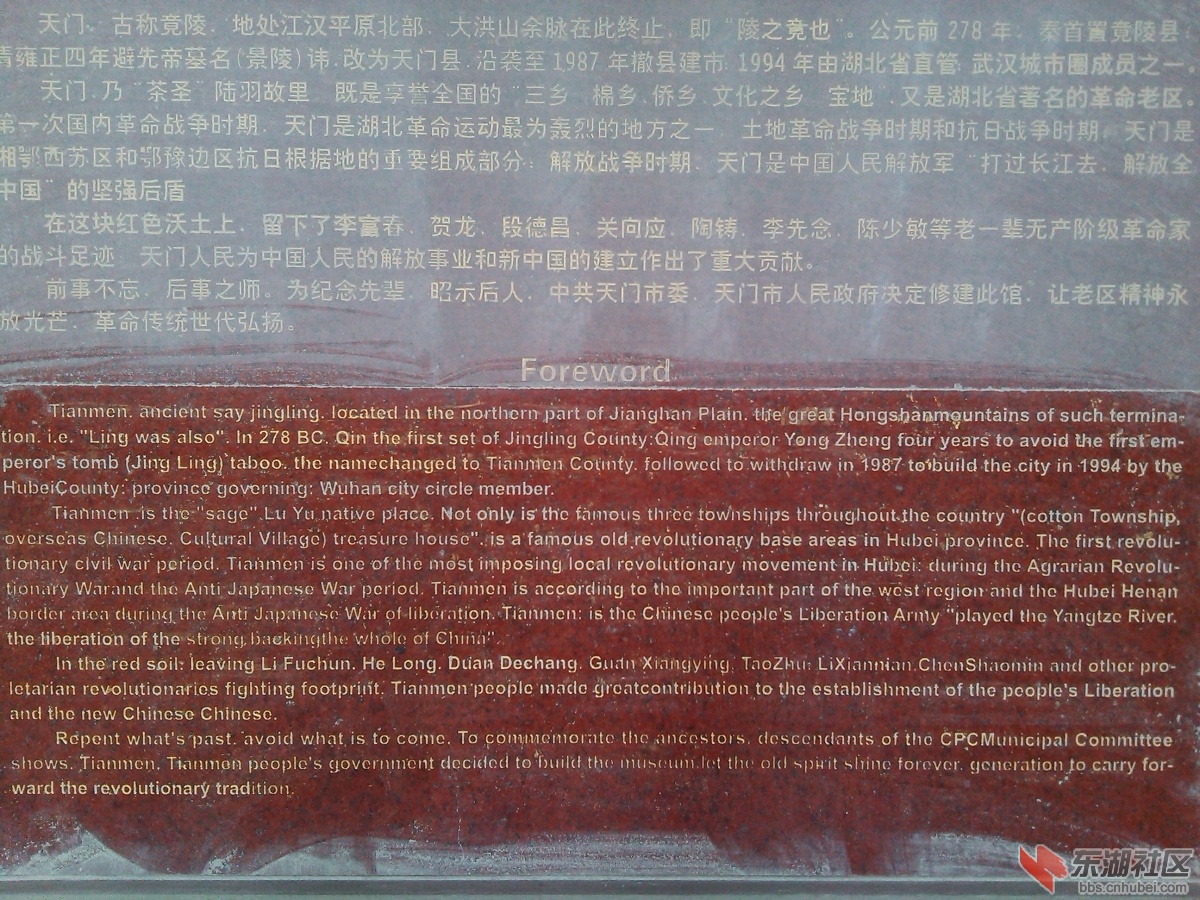 天门、古称竟陵、地处江汉平原北部、大洪山余脉在此终止，即“陵之竟也”。公元前278年，秦首置竟陵县
清雍正四年避先帝墓名(景陵)讳，改为天门县，沿袭至1987年撤县建市，1994年由湖北省直管，武汉城市圈成员之一。
天门，乃“茶圣”陆羽故里，既是享誉全国的“三乡 棉乡、侨乡、文化之乡 宝地”，又是湖北省著名的革命老区。
第一次国内革命战争时期，天门是湖北革命运动最为轰烈的地方之一，土地革命战争时期和抗日战争时期，天门是
湘鄂西苏区和鄂豫边区抗日根据地的重要组成部分；解放战争时期，天门是中国人民解放军“打过长江去，解放全
中国”的坚强后盾
在这块红色沃土上，留下了李富春、贺龙、段德昌、关向应、陶铸、李先念、陈少敏等老一辈无产阶级革命家
的战斗足迹，天门人民为中国人民的解放事业和新中国的建立作出了重大贡献。
前事不忘，后事之师。为纪念先辈，昭示后人，中共天门市委、天门市人民政府决定修建此馆，让老区精神永
放光芒，革命传统世代弘扬。
Foreword
Tianmen. ancient say jingling. located in the northern part of Jianghan Plain. the great Hongshanmountains of such termina-
tion. i.e. "Ling was also". In 278 BC. Qin the first set of Jingling County:Qing emperor Yong Zheng four years to avoid the first em-
peror's tomb (Jing Ling) taboo. the namechanged to Tianmen County. followed to withdraw in 1987 to build the city in 1994 by the
HubeiCounty: province governing: Wuhan city circle member.
Tianmen .is the "sage".Lu Yu native place. Not only is the famous three townships throughout the country "(cotton Township,
overseas Chinese. Cultural Village) treasure house". is a famous old revolutionary base areas in Hubei province. The first revolu-
tionary civil war period. Tianmen is one of the most imposing local revolutionary movement in Hubei: during the Agrarian Revolu-
tionary Warand the Anti Japanese War period. Tianmen is according to the important part of the west region and the Hubei Henan
border area during the Anti Japanese War of liberation. Tianmen: is the Chinese people's Liberation Army "played the Yangtze River.
the liberation of the strong backingthe whole of China".
In the red soil: leaving Li Fuchun. He Long. Duan Dechang. Guan Xiangying. TaoZhu: LiXiannian.ChenShaomin and other pro-
letarian revolutionaries fighting footprint. Tianmen people made greatcontribution to the establishment of the people's Liberation
and the new Chinese Chinese.
Repent what's past. avoid what is to come. To commemorate the ancestors. descendants of the CPCMunicipal Committee
shows. Tianmen. Tianmen people's government decided to build the museum.let the old spirit shine forever. generation to carry for-
ward the revolutionary tradition.
东湖社区
bbs.cnhubei.com